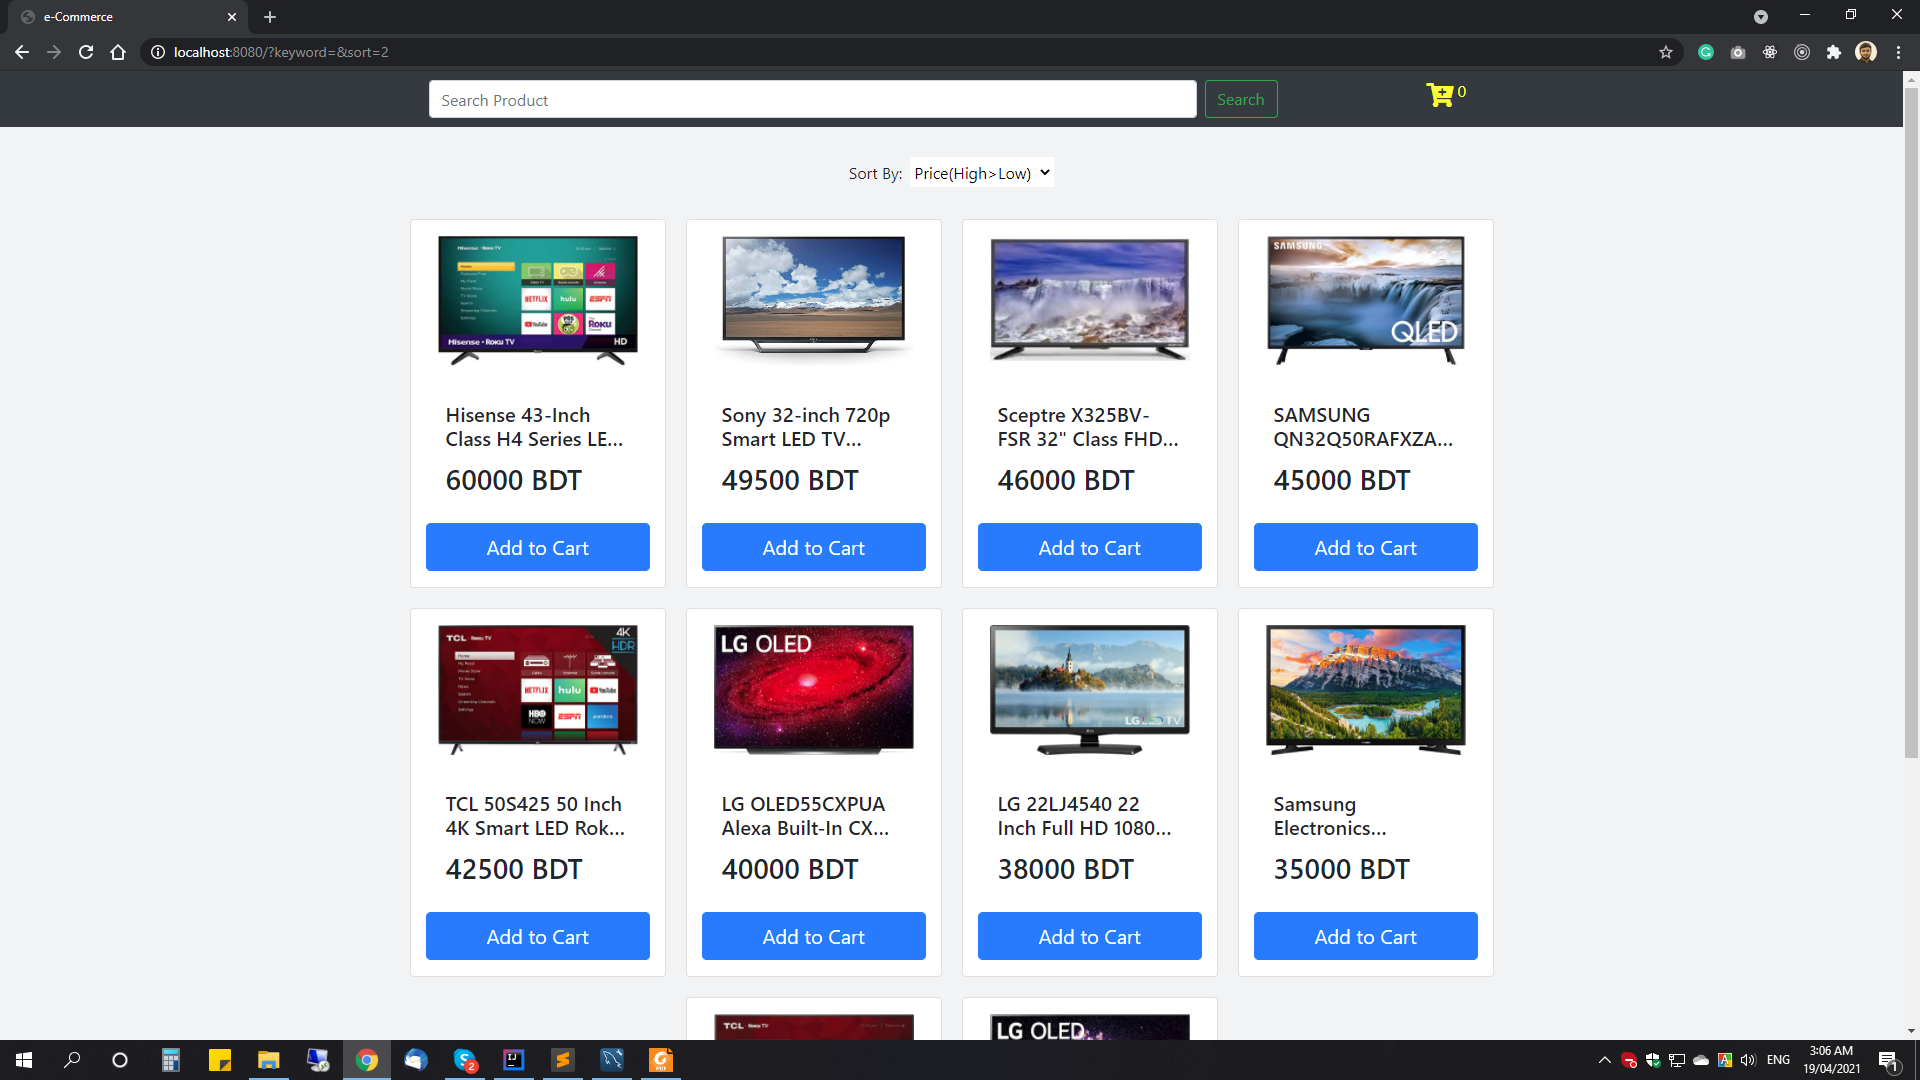 e-Commerce
localhost:8080/?keyword=&sort=2
Search Product
Search
0
Sort By:
Price(High>Low)
Hisense • Roku TV
NETFLIX
hulu
ESPN
YouTube
Roku
Hisense • Roku TV
HD
SAMSUNG
QLED
Hisense 43-Inch
Class H4 Series LE...
60000 BDT
Add to Cart
Sony 32-inch 720p
Smart LED TV...
49500 BDT
Add to Cart
Sceptre X325BV-
FSR 32" Class FHD...
46000 BDT
Add to Cart
SAMSUNG
QN32Q50RAFXZA...
45000 BDT
Add to Cart
TCL Roku TV
4K
HDR
Home
NETFLIX
hulu
YouTube
HBO
NOW
ESPN
pandora
LG OLED
LG LED TV
TCL 50S425 50 Inch
4K Smart LED Rok...
42500 BDT
Add to Cart
LG OLED55CXPUA
Alexa Built-In CX...
40000 BDT
Add to Cart
LG 22LJ4540 22
Inch Full HD 1080...
38000 BDT
Add to Cart
Samsung
Electronics...
35000 BDT
Add to Cart
TCL Roku TV
LG OLED
2
IJ
PDF
ENG
3:06 AM
19/04/2021
1